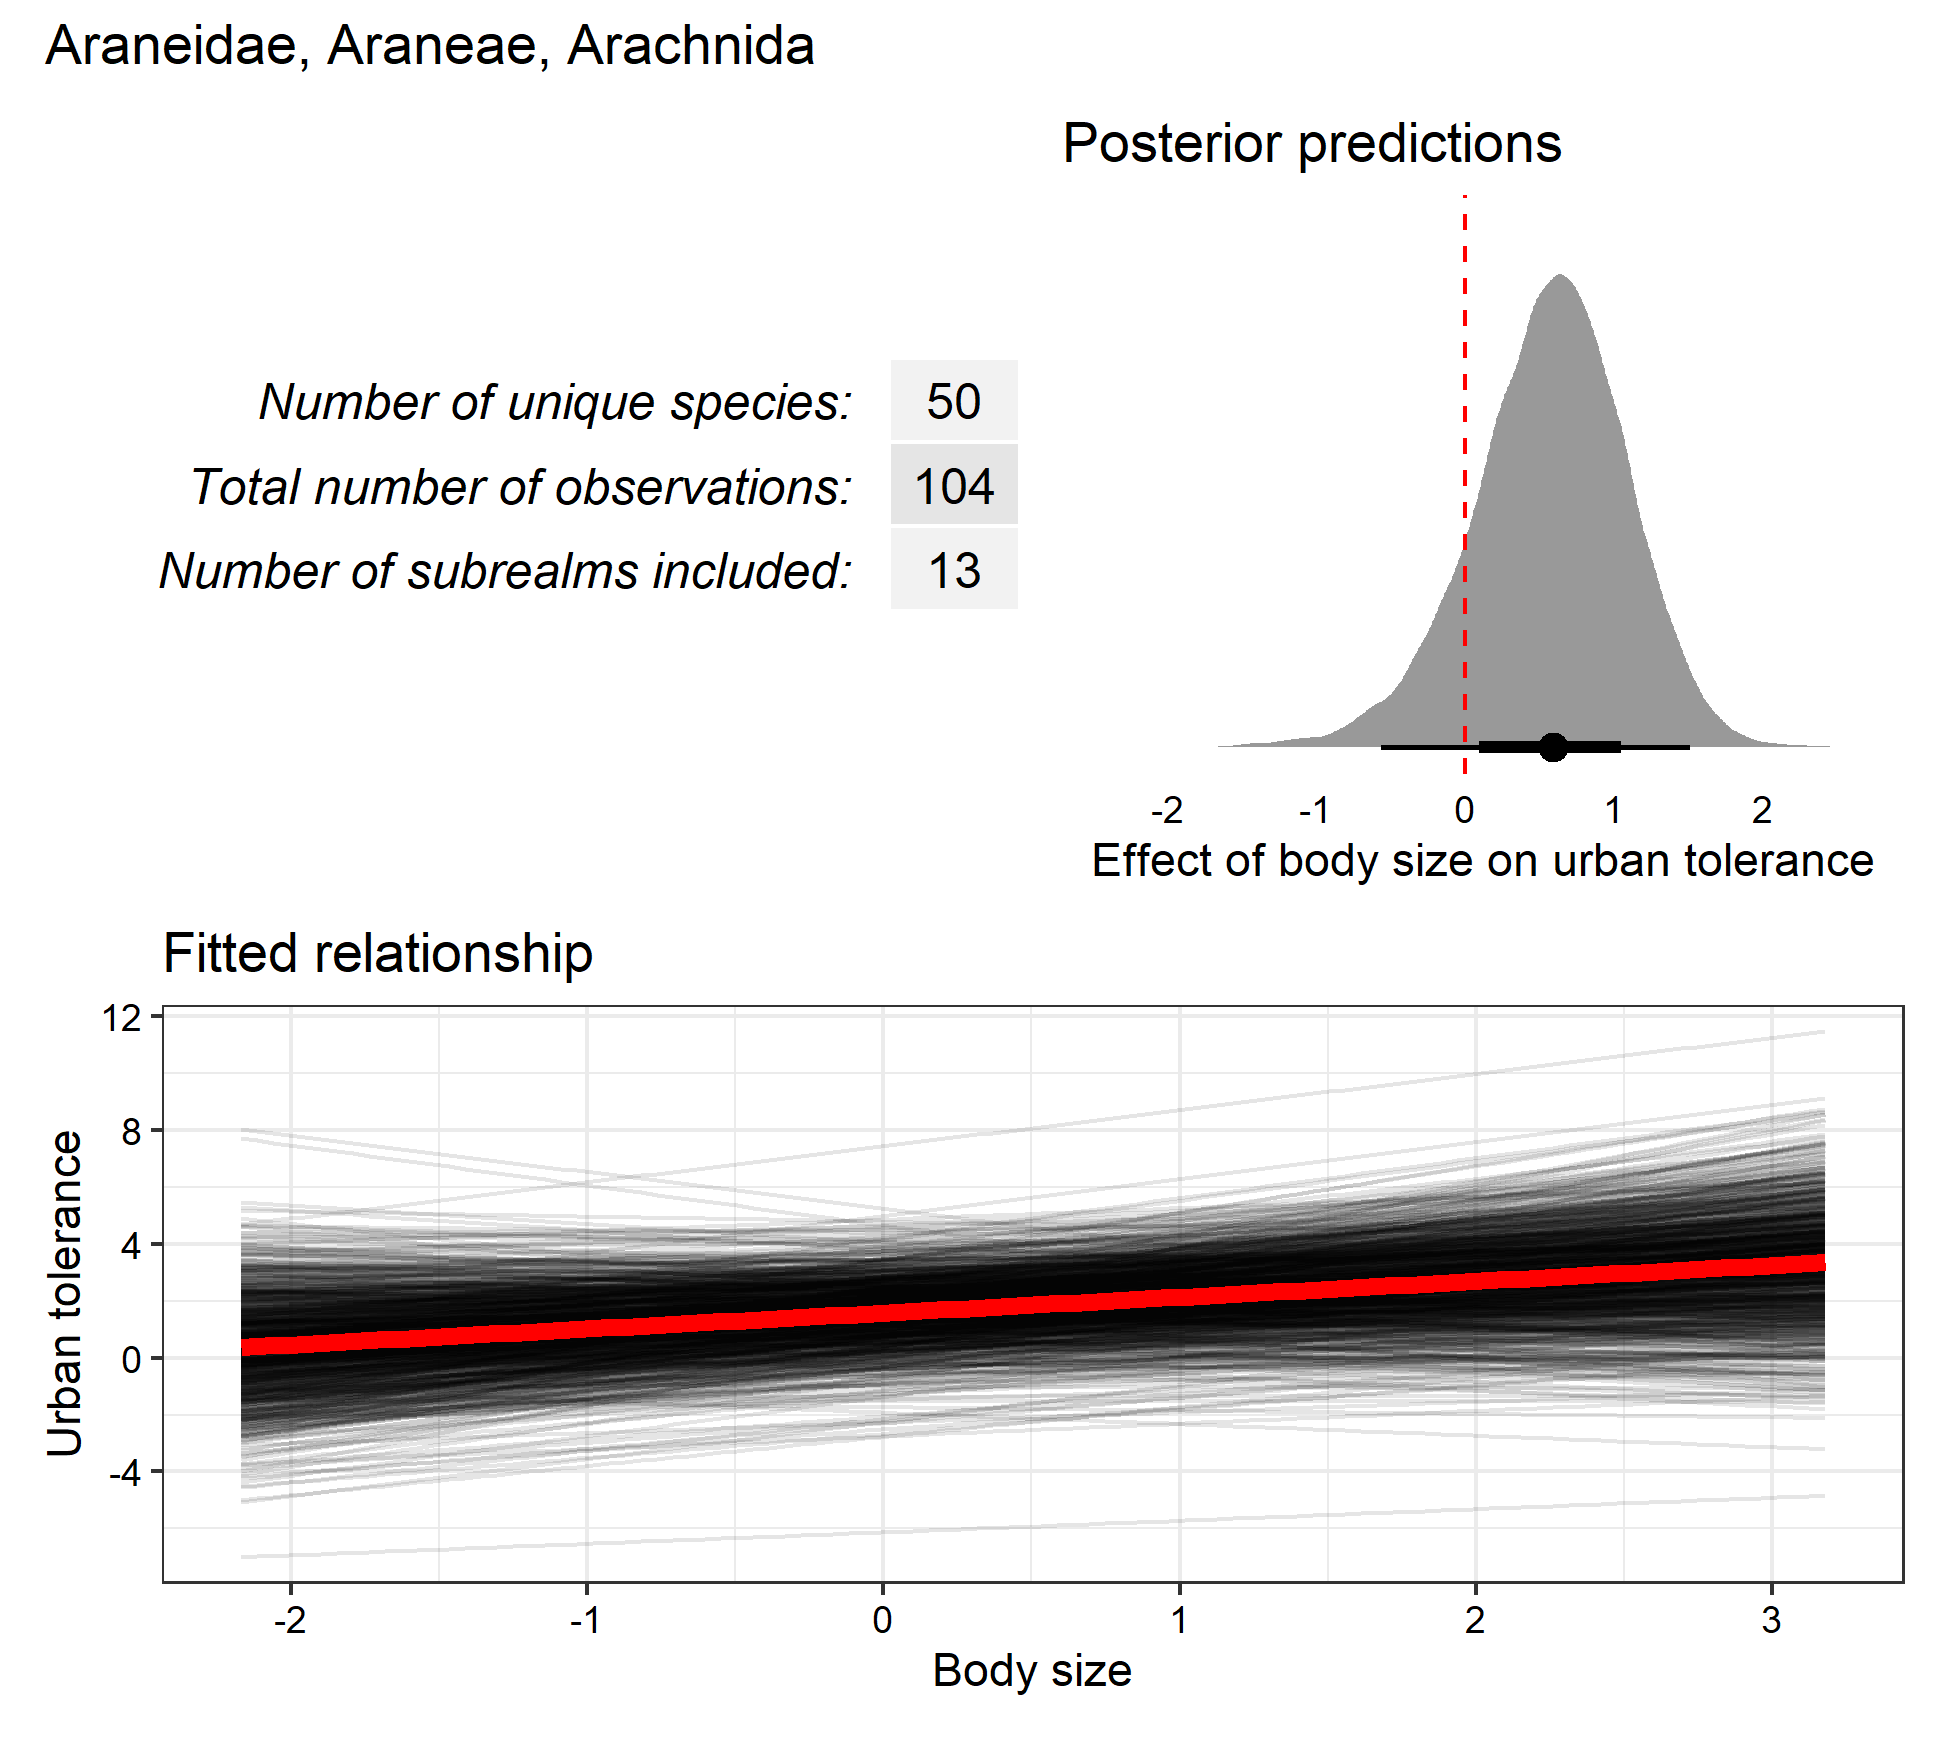 Araneidae, Araneae, Arachnida
Posterior predictions
Number of unique species: 50
Total number of observations: 104
Number of subrealms included: 13
-2 -1 0 1 2
Effect of body size on urban tolerance
Fitted relationship
12
8
4
0
-4
Urban tolerance
-2 -1 0 1 2 3
Body size